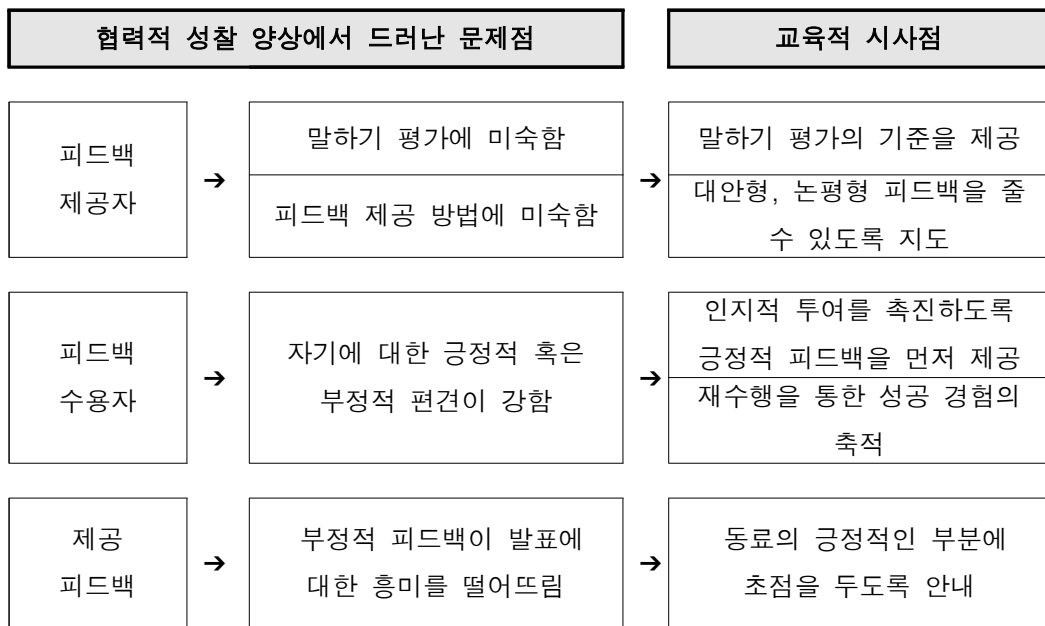 협력적 성찰 양상에서 드러난 문제점
교육적 시사점
피드백
제공자
➔
말하기 평가에 미숙함
피드백 제공 방법에 미숙함
➔
말하기 평가의 기준을 제공
대안형, 논평형 피드백을 줄
수 있도록 지도
피드백
수용자
➔
자기에 대한 긍정적 혹은
부정적 편견이 강함
➔
인지적 투여를 촉진하도록
긍정적 피드백을 먼저 제공
재수행을 통한 성공 경험의
축적
제공
피드백
➔
부정적 피드백이 발표에
대한 흥미를 떨어뜨림
➔
동료의 긍정적인 부분에
초점을 두도록 안내